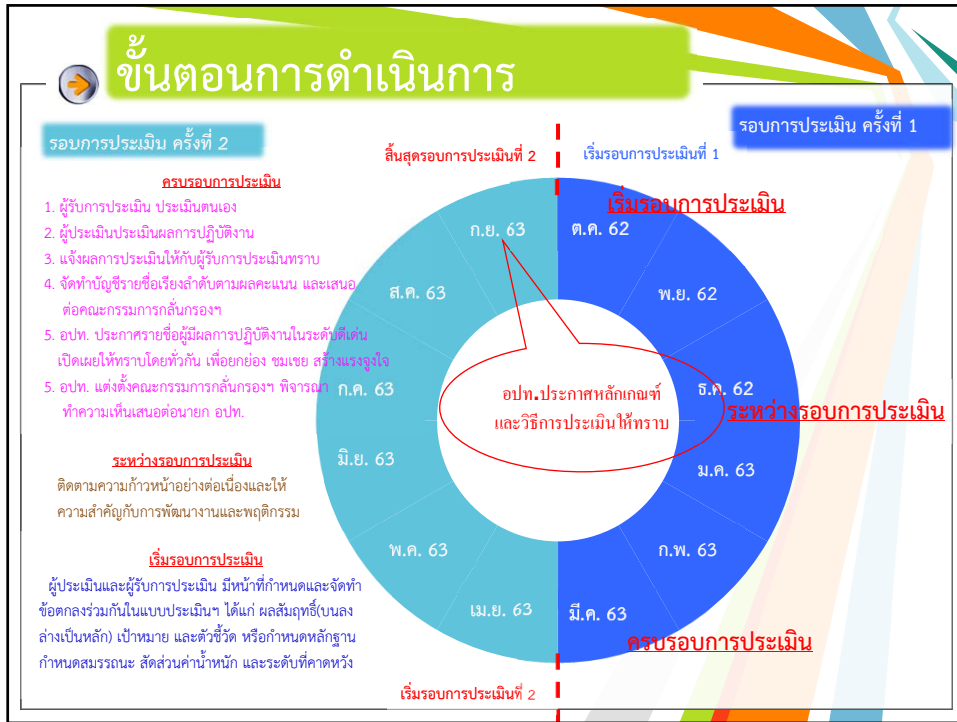 ขั้นตอนการดำเนินการ
รอบการประเมิน ครั้งที่ 1
รอบการประเมิน ครั้งที่ 2
สิ้นสุดรอบการประเมินที่ 2
เริ่มรอบการประเมินที่ 1
ครบรอบการประเมิน
1. ผู้รับการประเมิน ประเมินตนเอง
2. ผู้ประเมินประเมินผลการปฏิบัติงาน
3. แจ้งผลการประเมินให้กับผู้รับการประเมินทราบ
4. จัดทำบัญชีรายชื่อเรียงลำดับตามผลคะแนน และเสนอ
ต่อคณะกรรมการกลั่นกรองฯ
5. อปท. ประกาศรายชื่อผู้มีผลการปฏิบัติงานในระดับดีเด่น
เปิดเผยให้ทราบโดยทั่วกัน เพื่อยกย่อง ชมเชย สร้างแรงจูงใจ
5. อปท. แต่งตั้งคณะกรรมการกลั่นกรองฯ พิจารณา
ทำความเห็นเสนอต่อนายก อปท.
ระหว่างรอบการประเมิน
ติดตามความก้าวหน้าอย่างต่อเนื่องและให้
ความสำคัญกับการพัฒนางานและพฤติกรรม
เริ่มรอบการประเมิน
ผู้ประเมินและผู้รับการประเมิน มีหน้าที่กำหนดและจัดทำ
ข้อตกลงร่วมกันในแบบประเมินฯ ได้แก่ ผลสัมฤทธิ์(บนลง
ล่างเป็นหลัก) เป้าหมาย และตัวชี้วัด หรือกำหนดหลักฐาน
กำหนดสมรรถนะ สัดส่วนค่าน้ำหนัก และระดับที่คาดหวัง
เริ่มรอบการประเมิน
ต.ค. 62
พ.ย. 62
ธ.ค. 62
ระหว่างรอบการประเมิน
ม.ค. 63
ก.พ. 63
มี.ค. 63
ครบรอบการประเมิน
เม.ย. 63
พ.ค. 63
มิ.ย. 63
ก.ค. 63
ส.ค. 63
ก.ย. 63
อปท.ประกาศหลักเกณฑ์
และวิธีการประเมินให้ทราบ
เริ่มรอบการประเมินที่ 2